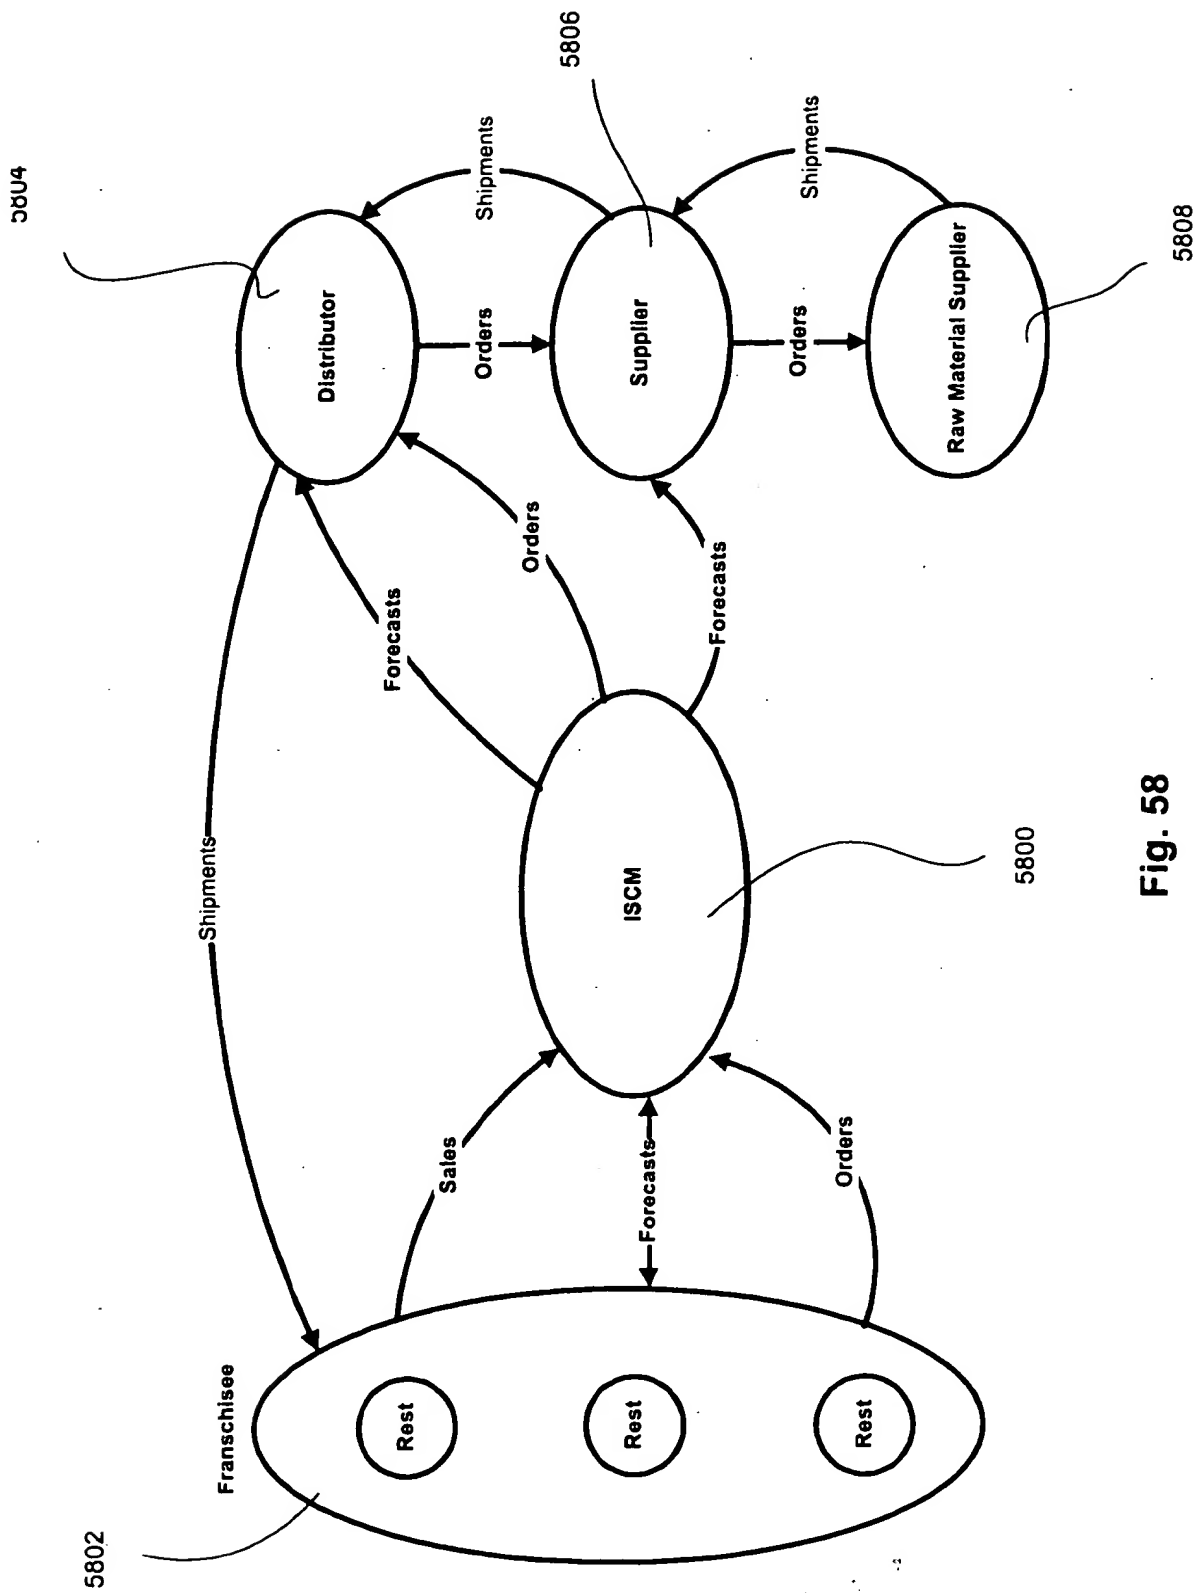 5804
5806
Shipments
Shipments
5808
Distributor
Orders
Supplier
Orders
Raw Material Supplier
Orders
Forecasts
Forecasts
Shipments
ISCM
5800
Sales
Forecasts
Orders
Franschisee
Rest
Rest
Rest
5802
Fig. 58